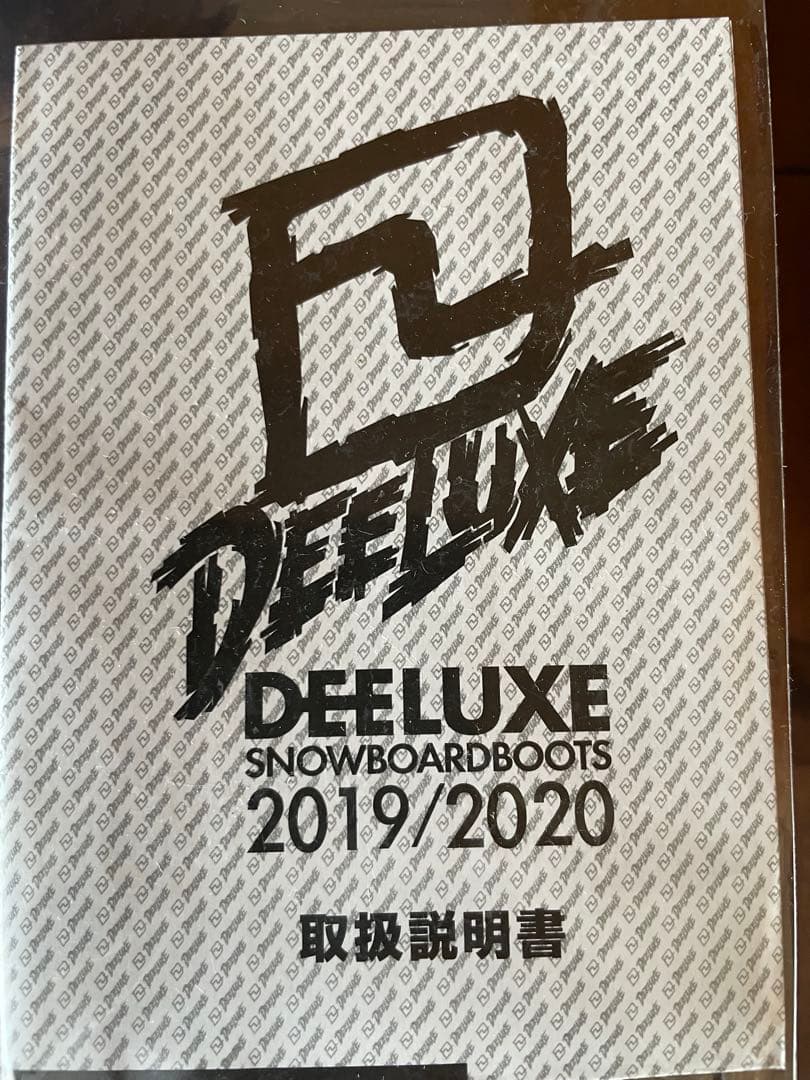 DEELUXE
DEELUXE
SNOWBOARDBOOTS
2019/2020
取扱説明書